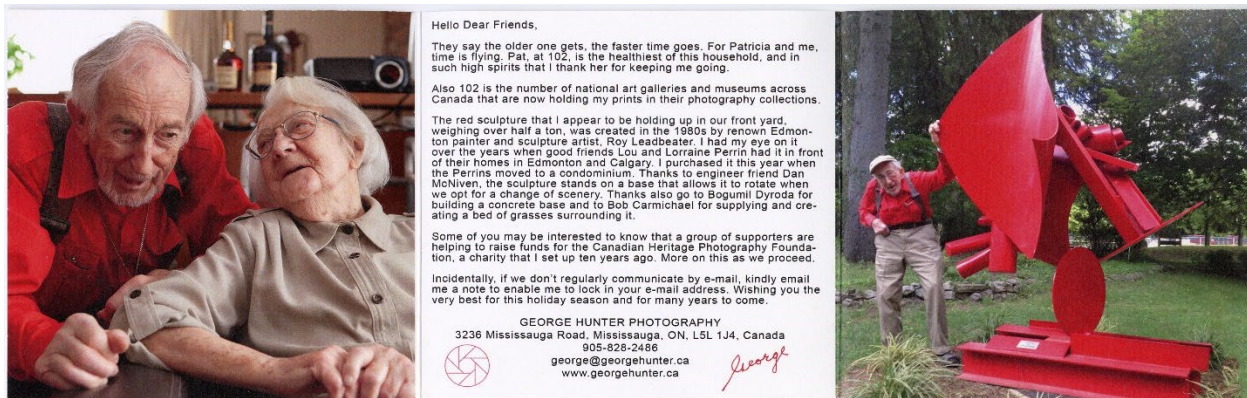 Hello Dear Friends,
They say the older one gets, the faster time goes. For Patricia and me,
time is flying. Pat, at 102, is the healthiest of this household, and in
such high spirits that I thank her for keeping me going.
Also 102 is the number of national art galleries and museums across
Canada that are now holding my prints in their photography collections.
The red sculpture that I appear to be holding up in our front yard,
weighing over half a ton, was created in the 1980s by renown Edmon-
ton painter and sculpture artist, Roy Leadbeater. I had my eye on it
over the years when good friends Lou and Lorraine Perrin had it in front
of their homes in Edmonton and Calgary. I purchased it this year when
the Perrins moved to a condominium. Thanks to engineer friend Dan
McNiven, the sculpture stands on a base that allows it to rotate when
we opt for a change of scenery. Thanks also go to Bogumil Dyroda for
building a concrete base and to Bob Carmichael for supplying and cre-
ating a bed of grasses surrounding it.
Some of you may be interested to know that a group of supporters are
helping to raise funds for the Canadian Heritage Photography Founda-
tion, a charity that I set up ten years ago. More on this as we proceed.
Incidentally, if we don't regularly communicate by e-mail, kindly email
me a note to enable me to lock in your e-mail address. Wishing you the
very best for this holiday season and for many years to come.
GEORGE HUNTER PHOTOGRAPHY
3236 Mississauga Road, Mississauga, ON, L5L 1J4, Canada
905-828-2486
george@georgehunter.ca
www.georgehunter.ca
George